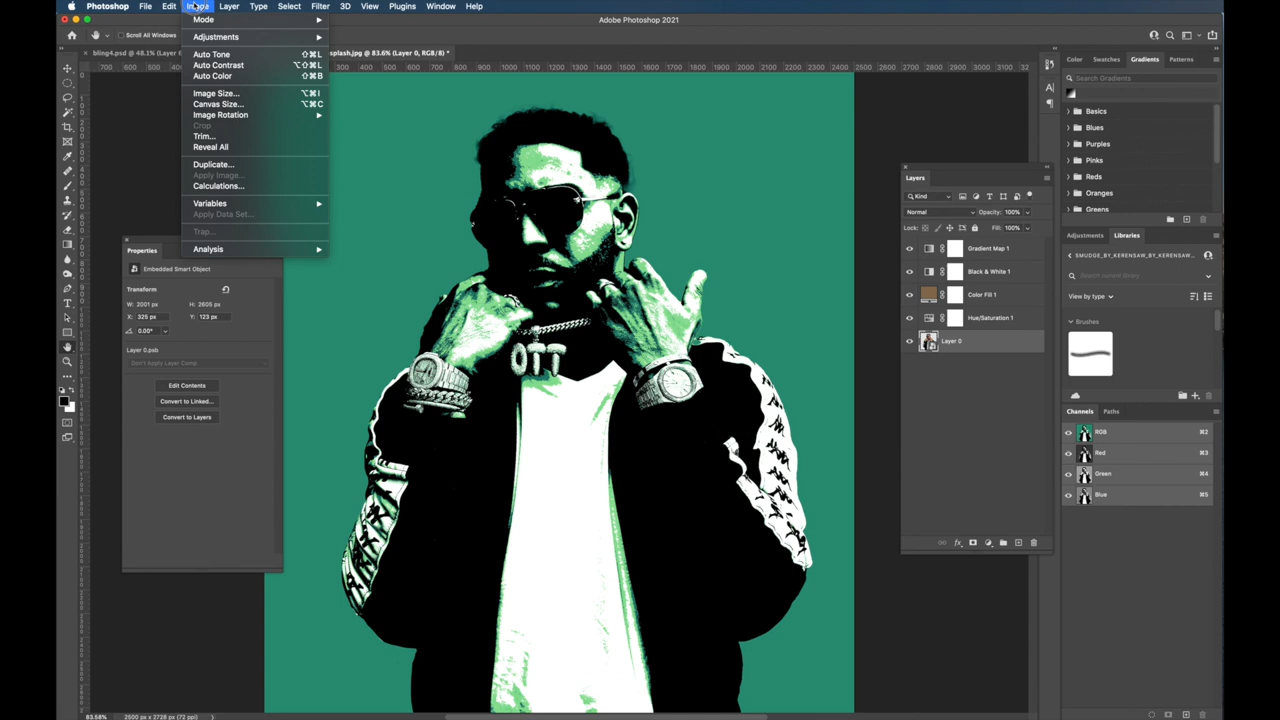 Photoshop File Edit Image Layer Type Select Filter 3D View Plugins Window Help
Adobe Photoshop 2021
Scroll All Windows
bling4.psd @ 48.1% (Layer 6
splash.jpg @ 83.6% (Layer 0, RGB/8) *
Mode
Adjustments
Auto Tone ⇧⌘L
Auto Contrast ⌥⇧⌘L
Auto Color ⇧⌘B
Image Size... ⌥⌘I
Canvas Size... ⌥⌘C
Image Rotation
Crop
Trim...
Reveal All
Duplicate...
Apply Image...
Calculations...
Variables
Apply Data Set...
Trap...
Analysis
Properties
Embedded Smart Object
Transform
W: 2001 px H: 2605 px
X: 325 px Y: 123 px
0.00°
Layer 0.psb
Don't Apply Layer Comp
Edit Contents
Convert to Linked...
Convert to Layers
OTT
Layers
Kind
Normal Opacity: 100%
Lock: Fill: 100%
Gradient Map 1
Black & White 1
Color Fill 1
Hue/Saturation 1
Layer 0
Color Swatches Gradients Patterns
Search Gradients
Basics
Blues
Purples
Pinks
Reds
Oranges
Greens
Adjustments Libraries
SMUDGE_BY_KERENSAW_BY_KERENSAW...
Search current library
View by type
Brushes
Channels Paths
RGB ⌘2
Red ⌘3
Green ⌘4
Blue ⌘5
83.58% 2500 px x 2728 px (72 ppi)